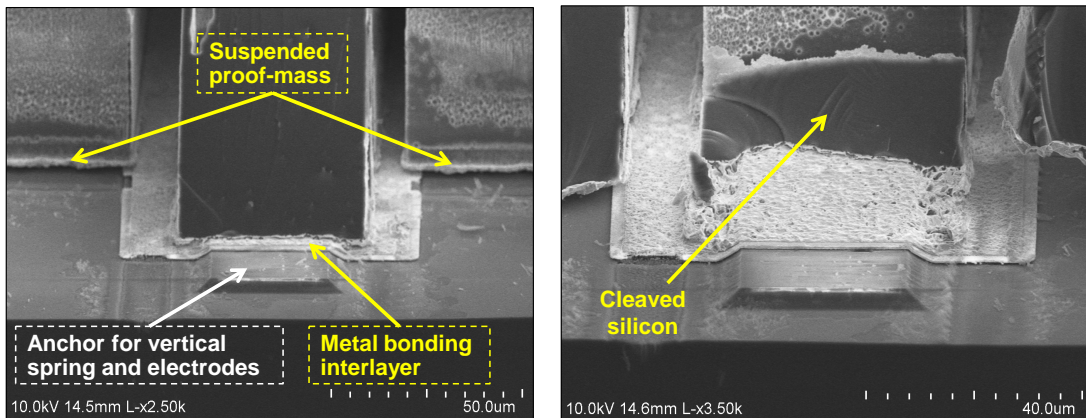 Suspended
proof-mass
Anchor for vertical
spring and electrodes
Metal bonding
interlayer
10.0kV 14.5mm L-x2.50k
50.0um
Cleaved
silicon
10.0kV 14.6mm L-x3.50k
40.0um